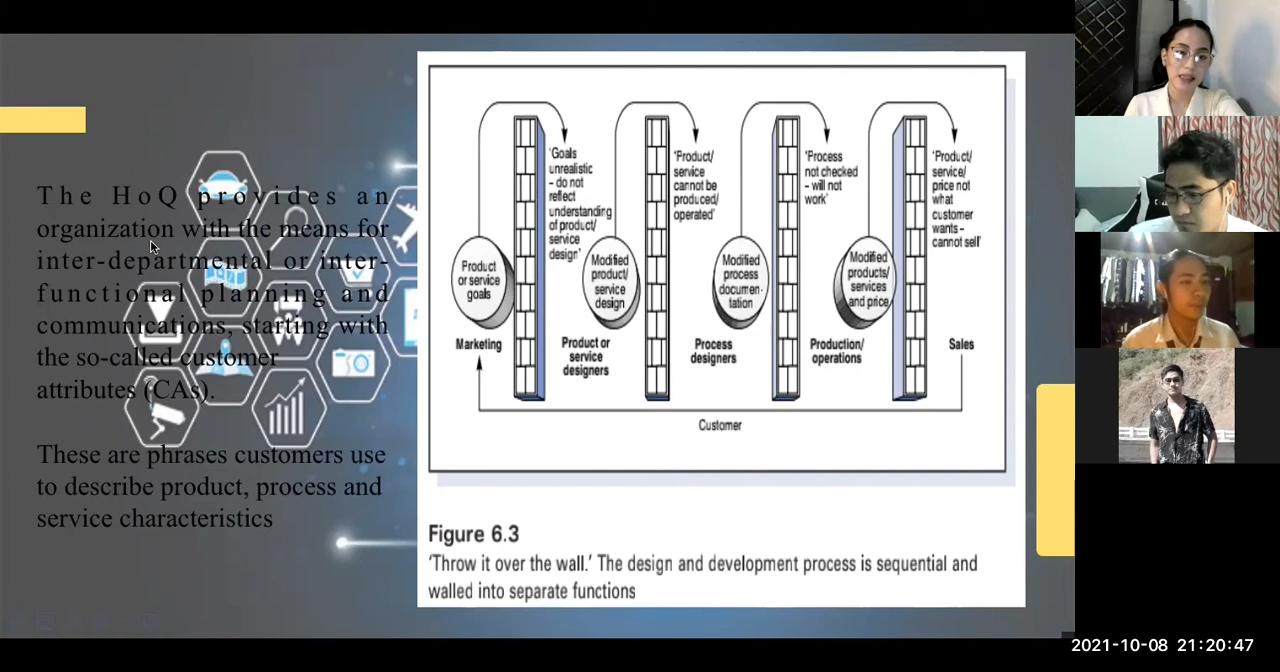 The HoQ provides an
organization with the means for
inter-departmental or inter-
functional planning and
communications, starting with
the so-called customer
attributes (CAs).
These are phrases customers use
to describe product, process and
service characteristics
'Goals
unrealistic
– do not
reflect
understanding
of product/
service
design'
'Product/
service
cannot be
produced/
operated'
'Process
not checked
– will not
work'
'Product/
service/
price not
what
customer
wants –
cannot sell'
Product
or service
goals
Modified
product/
service
design
Modified
process
documen-
tation
Modified
products/
services
and price
Marketing
Product or
service
designers
Process
designers
Production/
operations
Sales
Customer
Figure 6.3
'Throw it over the wall.' The design and development process is sequential and
walled into separate functions
2021-10-08 21:20:47